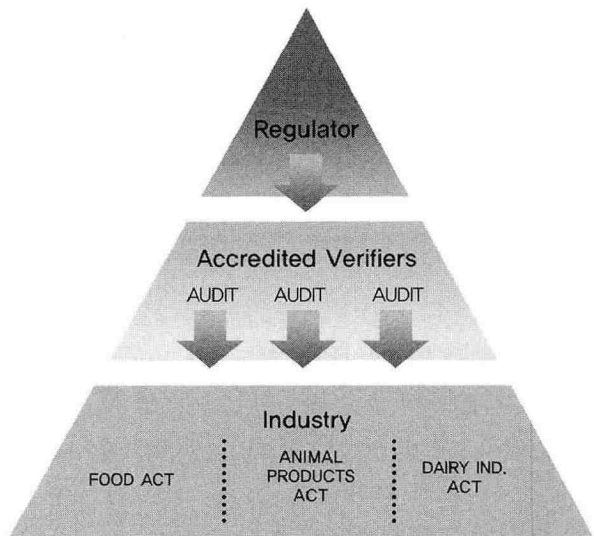 Regulator
Accredited Verifiers
AUDIT AUDIT AUDIT
Industry
FOOD ACT
ANIMAL
PRODUCTS
ACT
DAIRY IND.
ACT